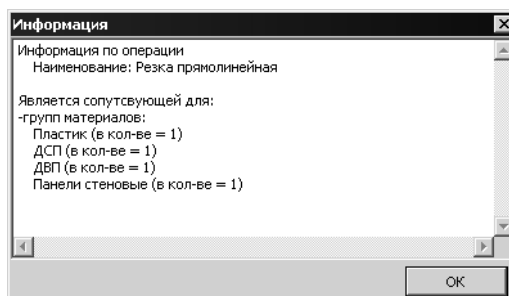 Информация
Информация по операции
Наименование: Резка прямолинейная
Является сопутсвующей для:
-групп материалов:
Пластик (в кол-ве = 1)
ДСП (в кол-ве = 1)
ДВП (в кол-ве = 1)
Панели стеновые (в кол-ве = 1)
ОК